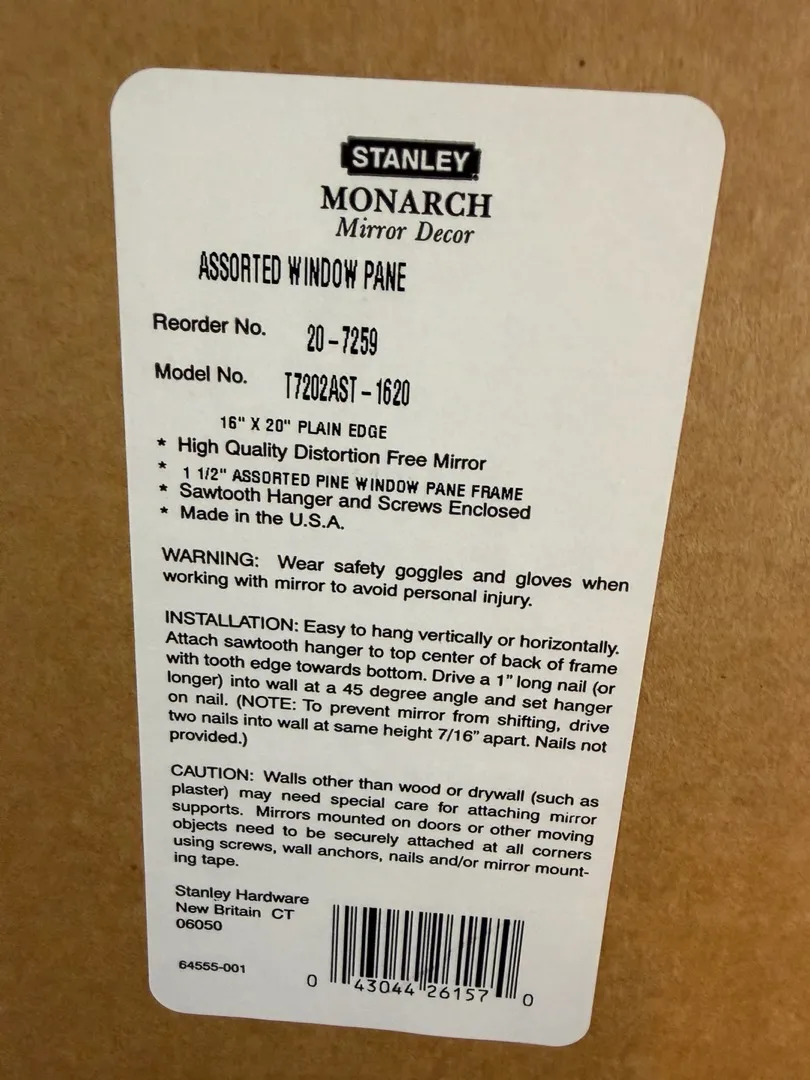 STANLEY
MONARCH
Mirror Decor
ASSORTED WINDOW PANE
Reorder No. 20-7259
Model No. T7202AST-1620
16" X 20" PLAIN EDGE
* High Quality Distortion Free Mirror
* 1 1/2" ASSORTED PINE WINDOW PANE FRAME
* Sawtooth Hanger and Screws Enclosed
* Made in the U.S.A.
WARNING: Wear safety goggles and gloves when
working with mirror to avoid personal injury.
INSTALLATION: Easy to hang vertically or horizontally.
Attach sawtooth hanger to top center of back of frame
with tooth edge towards bottom. Drive a 1" long nail (or
longer) into wall at a 45 degree angle and set hanger
on nail. (NOTE: To prevent mirror from shifting, drive
two nails into wall at same height 7/16" apart. Nails not
provided.)
CAUTION: Walls other than wood or drywall (such as
plaster) may need special care for attaching mirror
supports. Mirrors mounted on doors or other moving
objects need to be securely attached at all corners
using screws, wall anchors, nails and/or mirror mount-
ing tape.
Stanley Hardware
New Britain CT
06050
64555-001
0 43044 26157 0